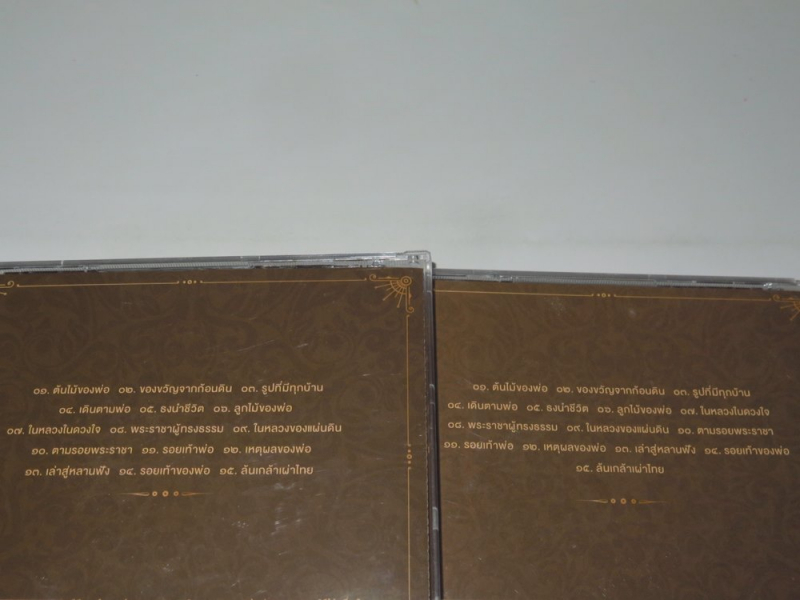 ๐๑. ต้นไม้ของพ่อ ๐๒. ของขวัญจากก้อนดิน ๐๓. รูปที่มีทุกบ้าน
๐๔. เดินตามพ่อ ๐๕. ธงนำชีวิต ๐๖. ลูกไม้ของพ่อ
๐๗. ในหลวงในดวงใจ ๐๘. พระราชาผู้ทรงธรรม ๐๙. ในหลวงของแผ่นดิน
๑๐. ตามรอยพระราชา ๑๑. รอยเท้าพ่อ ๑๒. เหตุผลของพ่อ
๑๓. เล่าสู่หลานฟัง ๑๔. รอยเท้าของพ่อ ๑๕. ล้นเกล้าเผ่าไทย
๐๑. ต้นไม้ของพ่อ ๐๒. ของขวัญจากก้อนดิน ๐๓. รูปที่มีทุกบ้าน
๐๔. เดินตามพ่อ ๐๕. ธงนำชีวิต ๐๖. ลูกไม้ของพ่อ ๐๗. ในหลวงในดวงใจ
๐๘. พระราชาผู้ทรงธรรม ๐๙. ในหลวงของแผ่นดิน ๑๐. ตามรอยพระราชา
๑๑. รอยเท้าพ่อ ๑๒. เหตุผลของพ่อ ๑๓. เล่าสู่หลานฟัง ๑๔. รอยเท้าของพ่อ
๑๕. ล้นเกล้าเผ่าไทย